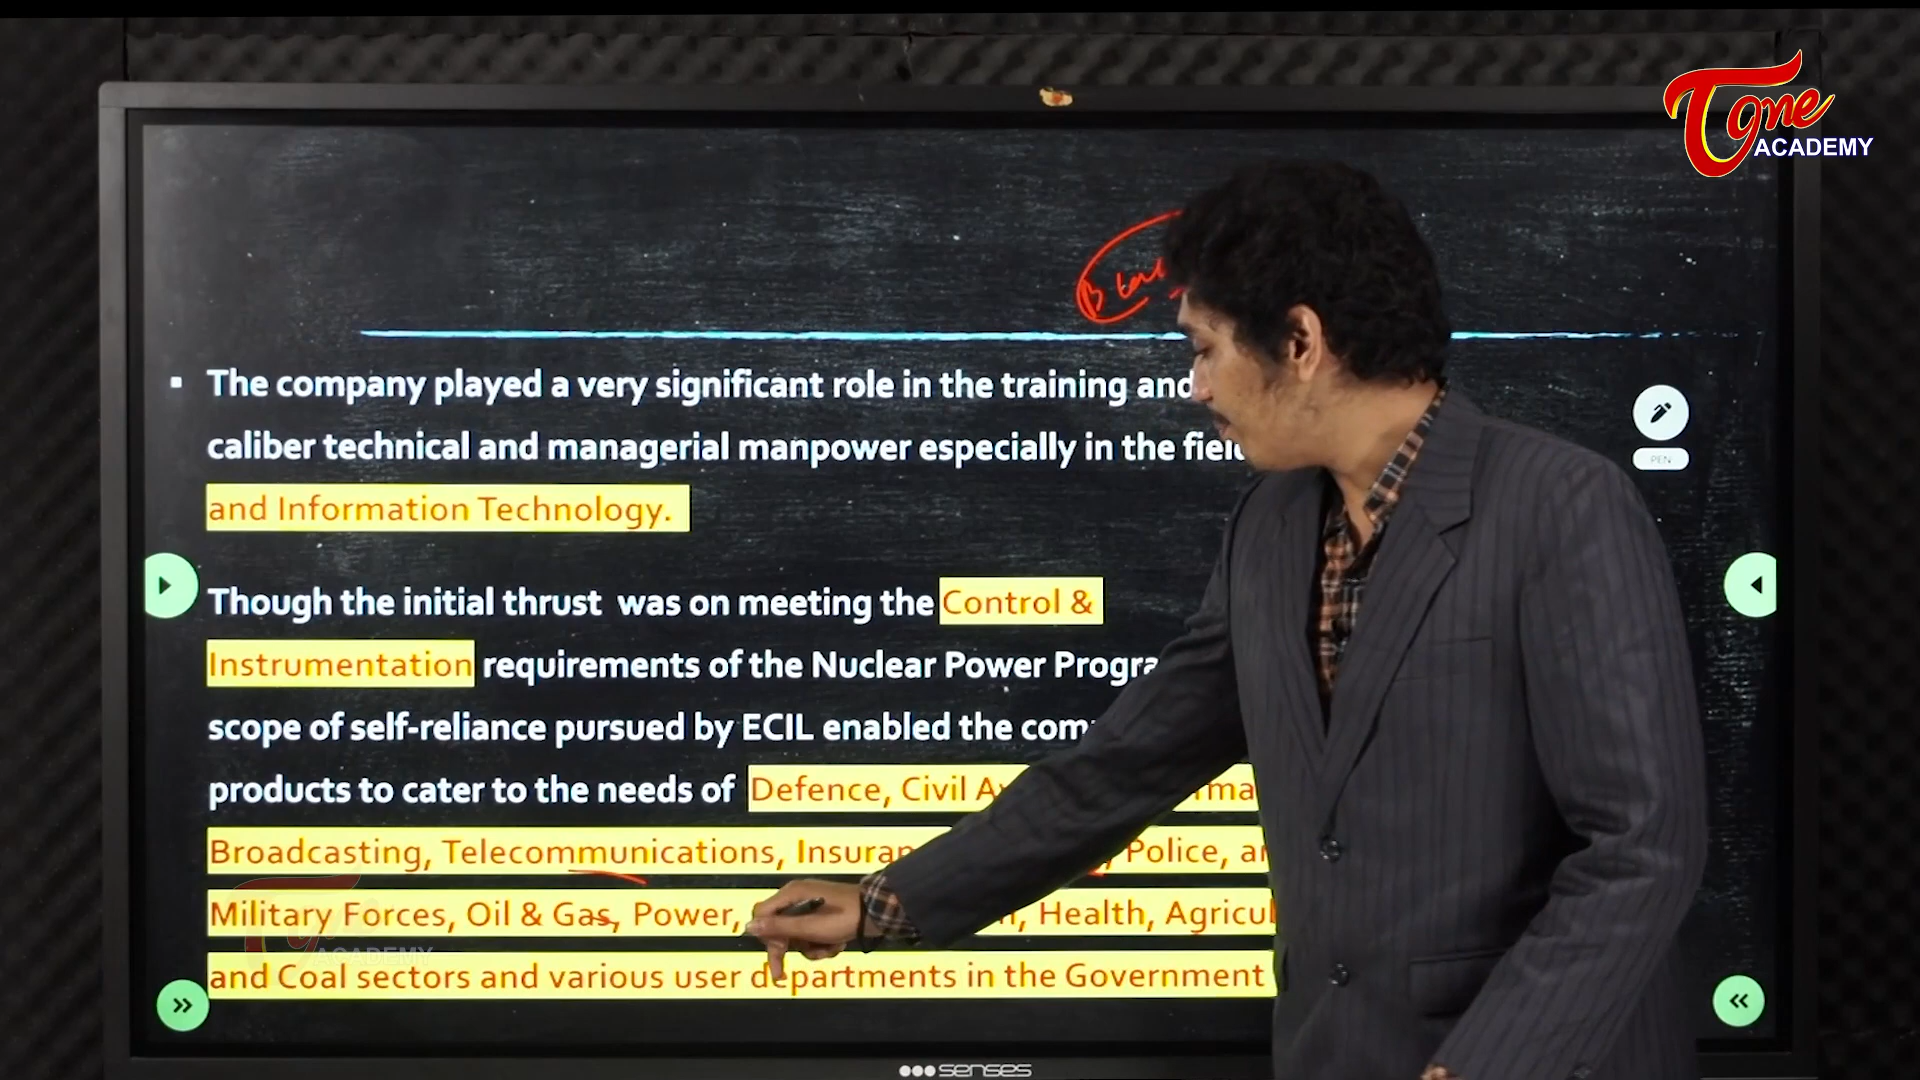 Tone
ACADEMY
The company played a very significant role in the training and
caliber technical and managerial manpower especially in the
and Information Technology.
PEN
Though the initial thrust was on meeting the Control &
Instrumentation requirements of the Nuclear Power
scope of self-reliance pursued by ECIL enabled the
products to cater to the needs of Defence, Civil
Broadcasting, Telecommunications, Police,
Military Forces, Oil & Gas, Power, Health,
and Coal sectors and various user departments in the Government
ACADEMY
senses